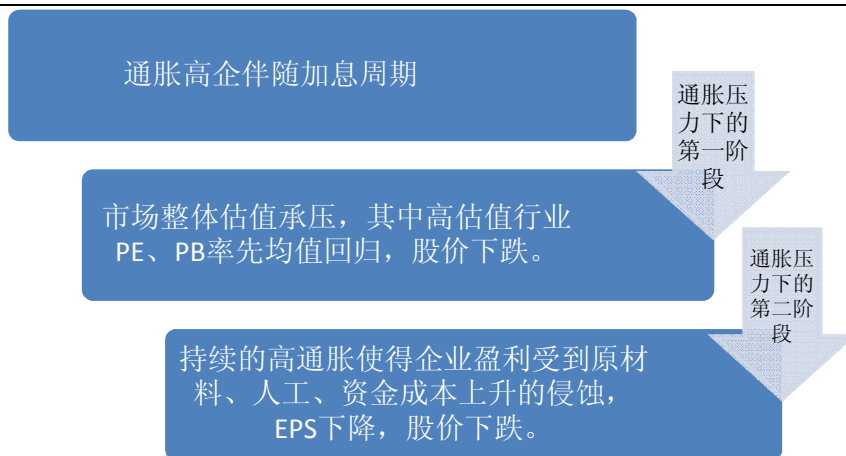 通胀高企伴随加息周期
通胀压
力下的
第一阶
段
市场整体估值承压，其中高估值行业
PE、PB率先均值回归，股价下跌。
通胀压
力下的
第二阶
段
持续的高通胀使得企业盈利受到原材
料、人工、资金成本上升的侵蚀，
EPS下降，股价下跌。